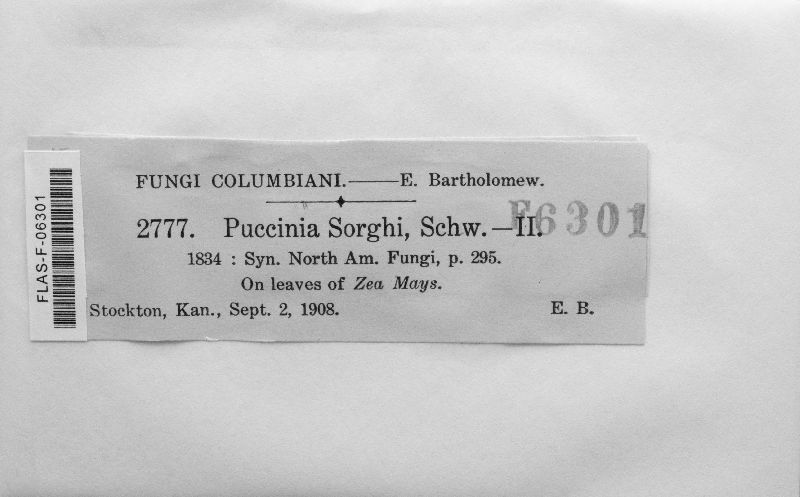 FUNGI COLUMBIANI.——E. Bartholomew.
2777. Puccinia Sorghi, Schw.—II.
F6301
1834 : Syn. North Am. Fungi, p. 295.
On leaves of Zea Mays.
Stockton, Kan., Sept. 2, 1908. E. B.
FLAS-F-06301